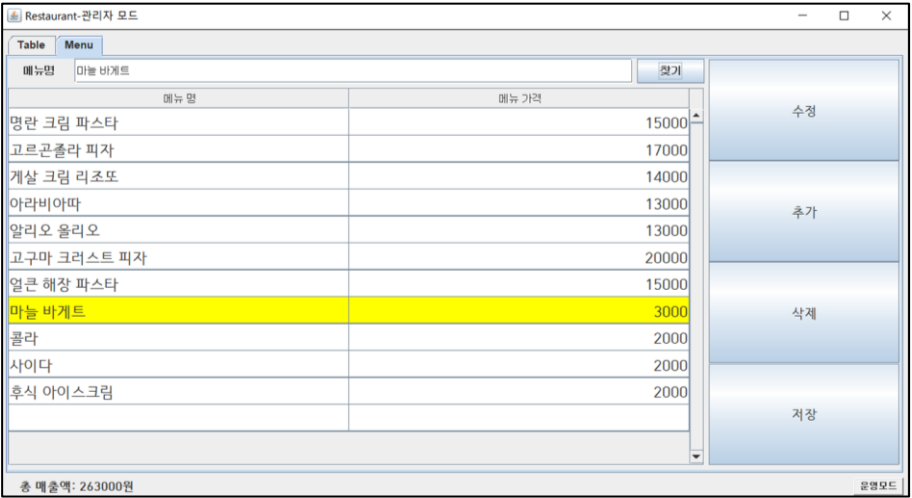 Restaurant-관리자 모드
Table Menu
메뉴명 마늘 바게트 찾기
메뉴 명 메뉴 가격
명란 크림 파스타 15000
고르곤졸라 피자 17000
게살 크림 리조또 14000
아라비아따 13000
알리오 올리오 13000
고구마 크러스트 피자 20000
얼큰 해장 파스타 15000
마늘 바게트 3000
콜라 2000
사이다 2000
후식 아이스크림 2000
수정
추가
삭제
저장
총 매출액: 263000원
운영모드